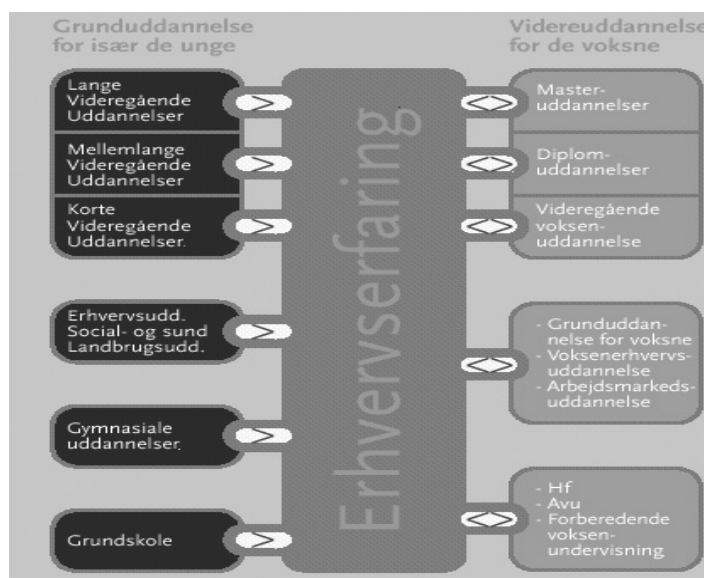 Grunduddannelse
for især de unge
Lange
Videregående
Uddannelser
Mellemlange
Videregående
Uddannelser
Korte
Videregående
Uddannelser.
Erhvervsudd.
Social- og sund
Landbrugsudd.
Gymnasiale
uddannelser.
Grundskole
Erhvervserfaring
Videreuddannelse
for de voksne
Master-
uddannelser
Diplom-
uddannelser
Videregående
voksen-
uddannelse
- Grunduddan-
nelse for voksne
- Voksenerhvervs-
uddannelse
- Arbejdsmarkeds-
uddannelse
- Hf
- Avu
- Forberedende
voksen-
undervisning